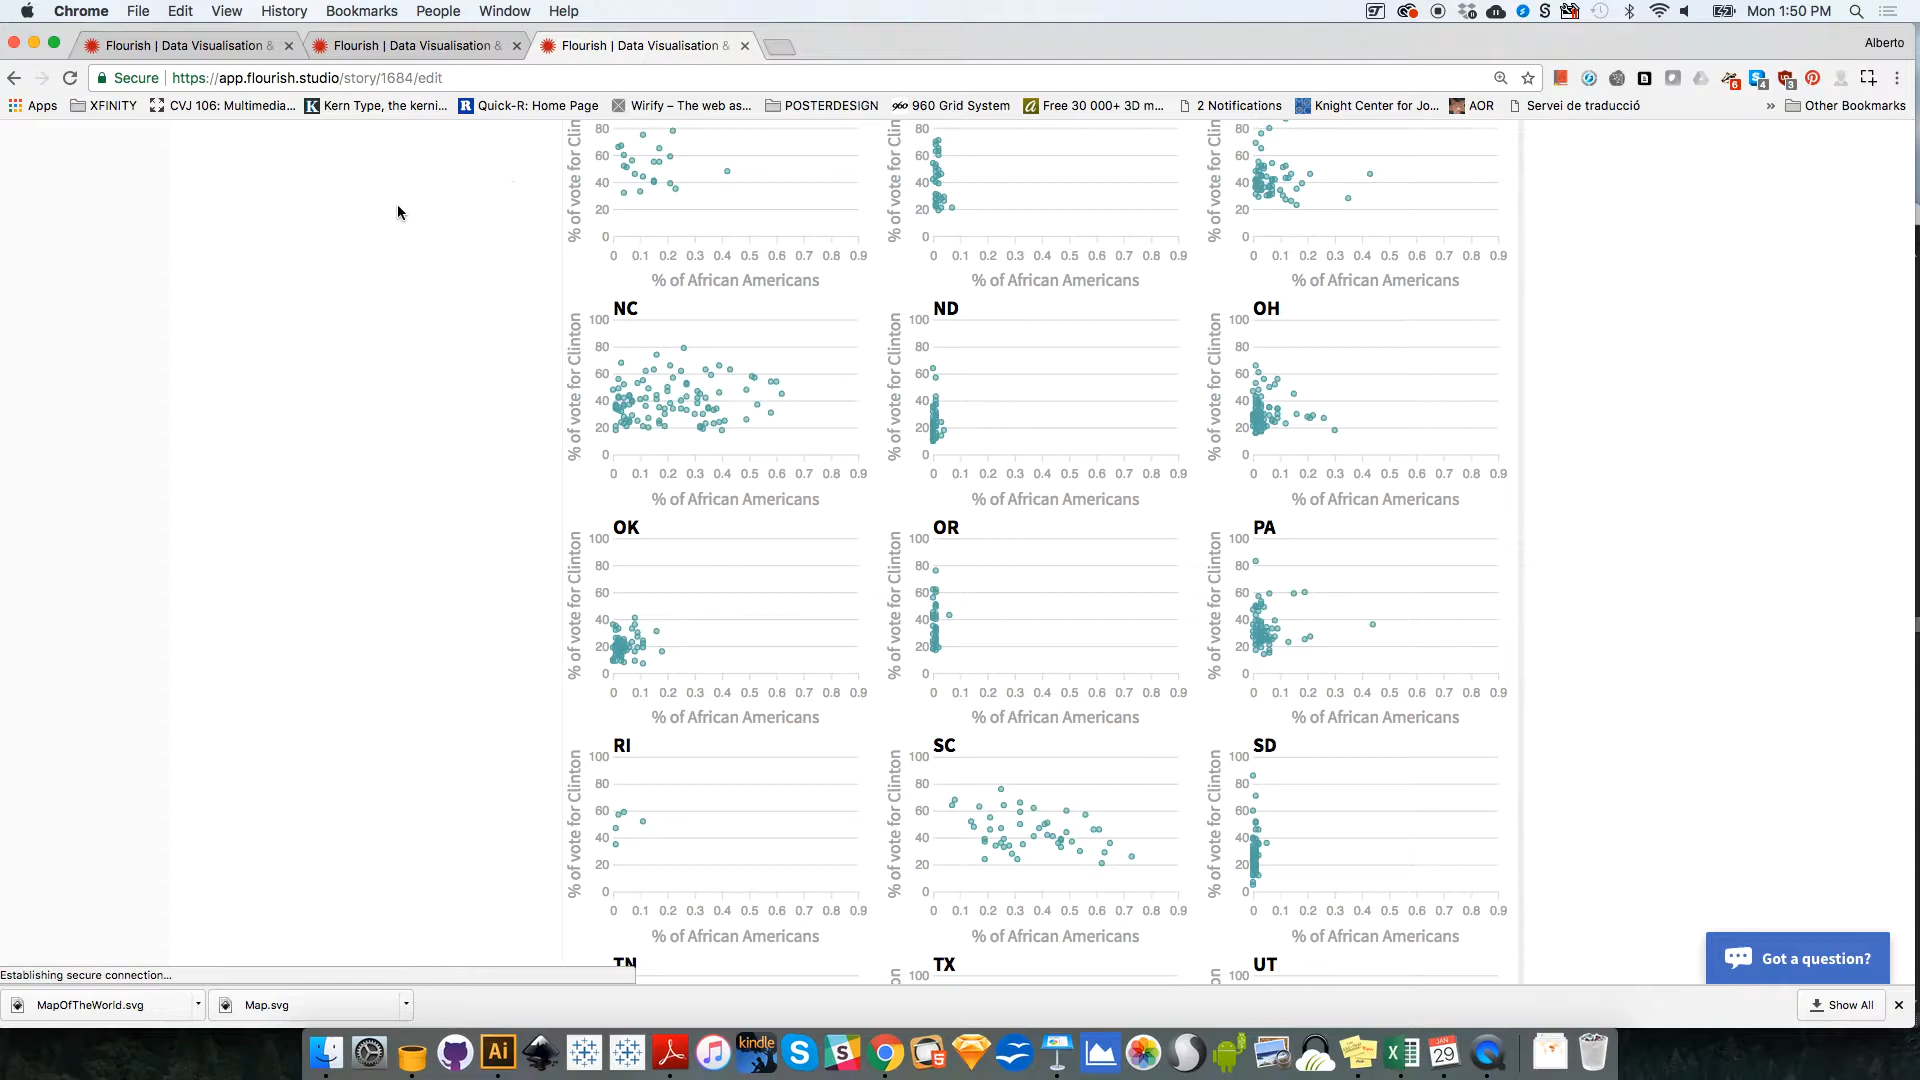 Chrome File Edit View History Bookmarks People Window Help Mon 1:50 PM
Flourish | Data Visualisation & Flourish | Data Visualisation & Flourish | Data Visualisation & Alberto
Secure https://app.flourish.studio/story/1684/edit
Apps XFINITY CVJ 106: Multimedia... Kern Type, the kerni... Quick-R: Home Page Wirify – The web as... POSTERDESIGN 960 Grid System Free 30 000+ 3D m... 2 Notifications Knight Center for Jo... AOR Servei de traducció » Other Bookmarks
80 80 80
60 60 60
40 40 40
20 20 20
0 0 0
% of vote for Clinton % of vote for Clinton % of vote for Clinton
0 0.1 0.2 0.3 0.4 0.5 0.6 0.7 0.8 0.9 0 0.1 0.2 0.3 0.4 0.5 0.6 0.7 0.8 0.9 0 0.1 0.2 0.3 0.4 0.5 0.6 0.7 0.8 0.9
% of African Americans % of African Americans % of African Americans
NC ND OH
100 100 100
80 80 80
60 60 60
40 40 40
20 20 20
0 0 0
% of vote for Clinton % of vote for Clinton % of vote for Clinton
0 0.1 0.2 0.3 0.4 0.5 0.6 0.7 0.8 0.9 0 0.1 0.2 0.3 0.4 0.5 0.6 0.7 0.8 0.9 0 0.1 0.2 0.3 0.4 0.5 0.6 0.7 0.8 0.9
% of African Americans % of African Americans % of African Americans
OK OR PA
100 100 100
80 80 80
60 60 60
40 40 40
20 20 20
0 0 0
% of vote for Clinton % of vote for Clinton % of vote for Clinton
0 0.1 0.2 0.3 0.4 0.5 0.6 0.7 0.8 0.9 0 0.1 0.2 0.3 0.4 0.5 0.6 0.7 0.8 0.9 0 0.1 0.2 0.3 0.4 0.5 0.6 0.7 0.8 0.9
% of African Americans % of African Americans % of African Americans
RI SC SD
100 100 100
80 80 80
60 60 60
40 40 40
20 20 20
0 0 0
% of vote for Clinton % of vote for Clinton % of vote for Clinton
0 0.1 0.2 0.3 0.4 0.5 0.6 0.7 0.8 0.9 0 0.1 0.2 0.3 0.4 0.5 0.6 0.7 0.8 0.9 0 0.1 0.2 0.3 0.4 0.5 0.6 0.7 0.8 0.9
% of African Americans % of African Americans % of African Americans
Got a question?
TN TX UT
100 100
Establishing secure connection...
MapOfTheWorld.svg Map.svg Show All
Ai kindle S JAN 29